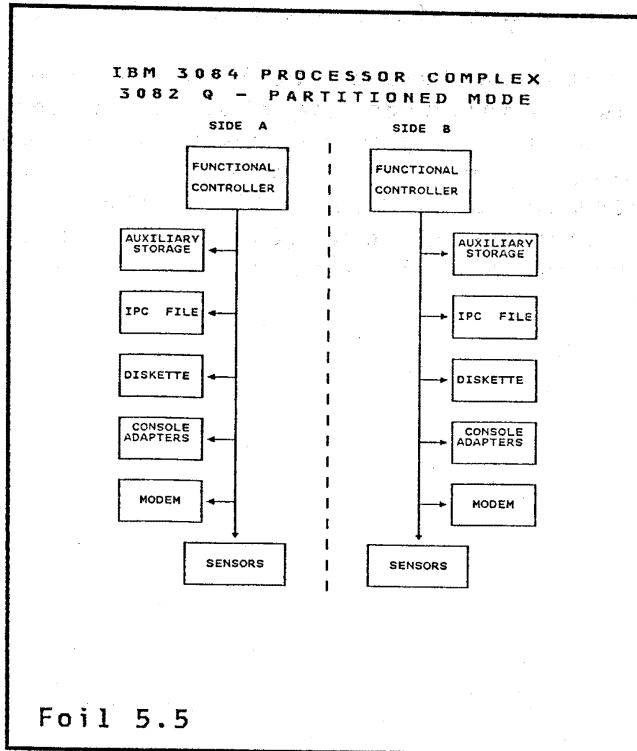 IBM 3084 PROCESSOR COMPLEX
3082 Q - PARTITIONED MODE
SIDE A
FUNCTIONAL
CONTROLLER
AUXILIARY
STORAGE
IPC FILE
DISKETTE
CONSOLE
ADAPTERS
MODEM
SENSORS
SIDE B
FUNCTIONAL
CONTROLLER
AUXILIARY
STORAGE
IPC FILE
DISKETTE
CONSOLE
ADAPTERS
MODEM
SENSORS
Foil 5.5